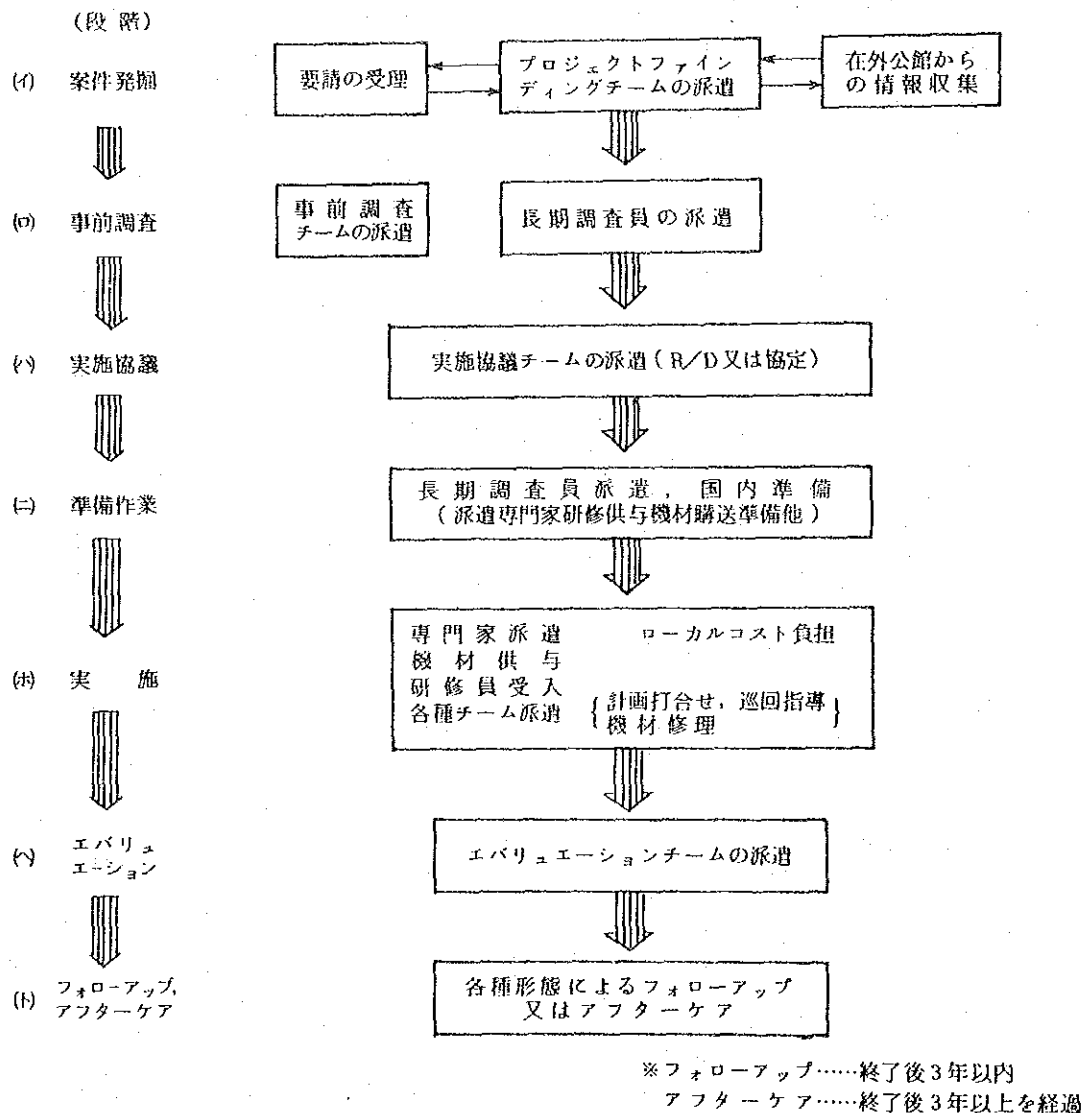 (段階)
(イ) 案件発掘
要請の受理
プロジェクトファイン
ディングチームの派遣
在外公館から
の情報収集
(ロ) 事前調査
事前調査
チームの派遣
長期調査員の派遣
(ハ) 実施協議
実施協議チームの派遣(R/D又は協定)
(ニ) 準備作業
長期調査員派遣,国内準備
(派遣専門家研修供与機材購送準備他)
(ホ) 実施
専門家派遣 ローカルコスト負担
機材供与
研修員受入
各種チーム派遣 {計画打合せ,巡回指導
機材修理}
(ヘ) エバリュ
エーション
エバリュエーションチームの派遣
(ト) フォローアップ,
アフターケア
各種形態によるフォローアップ
又はアフターケア
※フォローアップ……終了後3年以内
アフターケア……終了後3年以上を経過